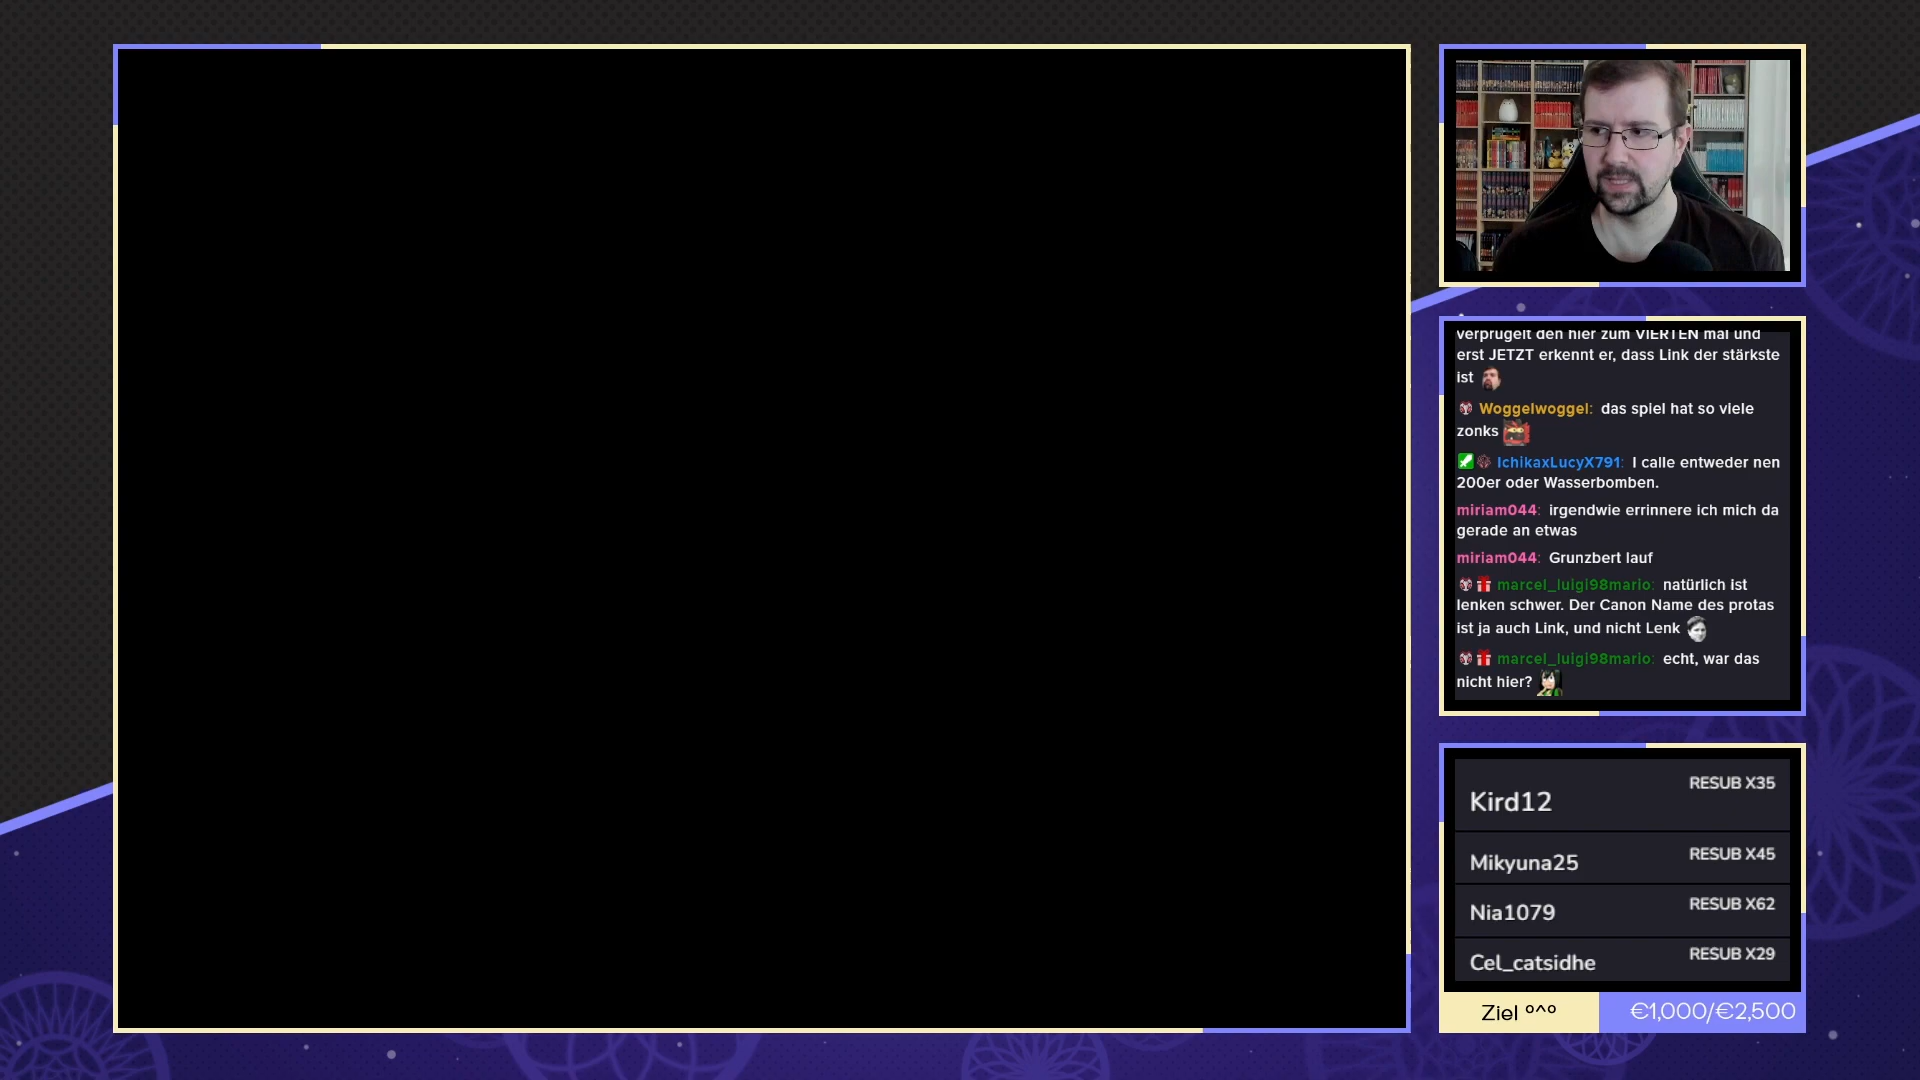 verprügelt den hier zum VIERTEN mal und
erst JETZT erkennt er, dass Link der stärkste
ist
Woggelwoggel: das spiel hat so viele
zonks
IchikaxLucyX791: I calle entweder nen
200er oder Wasserbomben.
miriam044: irgendwie errinnere ich mich da
gerade an etwas
miriam044: Grunzbert lauf
marcel_luigi98mario: natürlich ist
lenken schwer. Der Canon Name des protas
ist ja auch Link, und nicht Lenk
marcel_luigi98mario: echt, war das
nicht hier?
Kird12 RESUB X35
Mikyuna25 RESUB X45
Nia1079 RESUB X62
Cel_catsidhe RESUB X29
Ziel °^° €1,000/€2,500